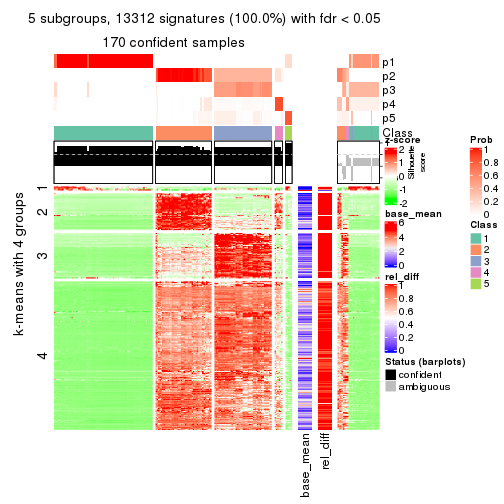 5 subgroups, 13312 signatures (100.0%) with fdr < 0.05
170 confident samples
p1
p2
p3
p4
p5
Class
1
2
3
4
k-means with 4 groups
base_mean
rel_diff
1
Silhouette
score
z-score
2
1
0
-1
-2
base_mean
6
4
2
0
rel_diff
1
0.8
0.6
0.4
0.2
0
Status (barplots)
confident
ambiguous
Prob
1
0.8
0.6
0.4
0.2
0
Class
1
2
3
4
5